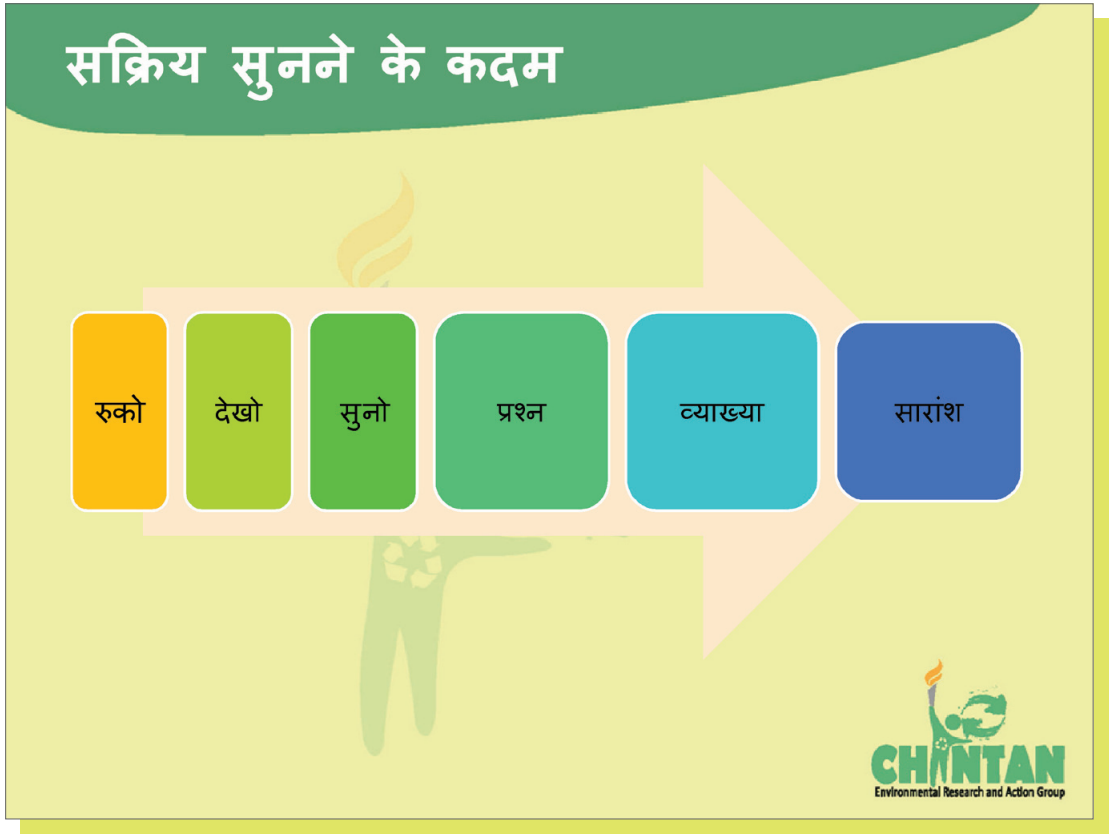 सक्रिय सुनने के कदम
रुको
देखो
सुनो
प्रश्न
व्याख्या
सारांश
CHINTAN
Environmental Research and Action Group